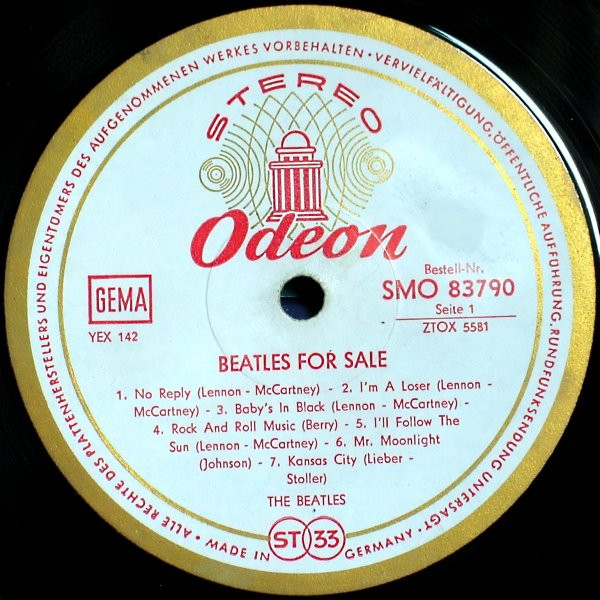 ALLE RECHTE DES PLATTENHERSTELLERS UND EIGENTÜMERS DES AUFGENOMMENEN WERKES VORBEHALTEN • VERVIELFÄLTIGUNG, ÖFFENTLICHE AUFFÜHRUNG, RUNDFUNKSENDUNG UNTERSAGT •
STEREO
Odeon
GEMA
YEX 142
Bestell-Nr.
SMO 83790
Seite 1
ZTOX 5581
BEATLES FOR SALE
1. No Reply (Lennon - McCartney) - 2. I'm A Loser (Lennon -
McCartney) - 3. Baby's In Black (Lennon - McCartney) -
4. Rock And Roll Music (Berry) - 5. I'll Follow The
Sun (Lennon - McCartney) - 6. Mr. Moonlight
(Johnson) - 7. Kansas City (Lieber -
Stoller)
THE BEATLES
MADE IN ST 33 GERMANY